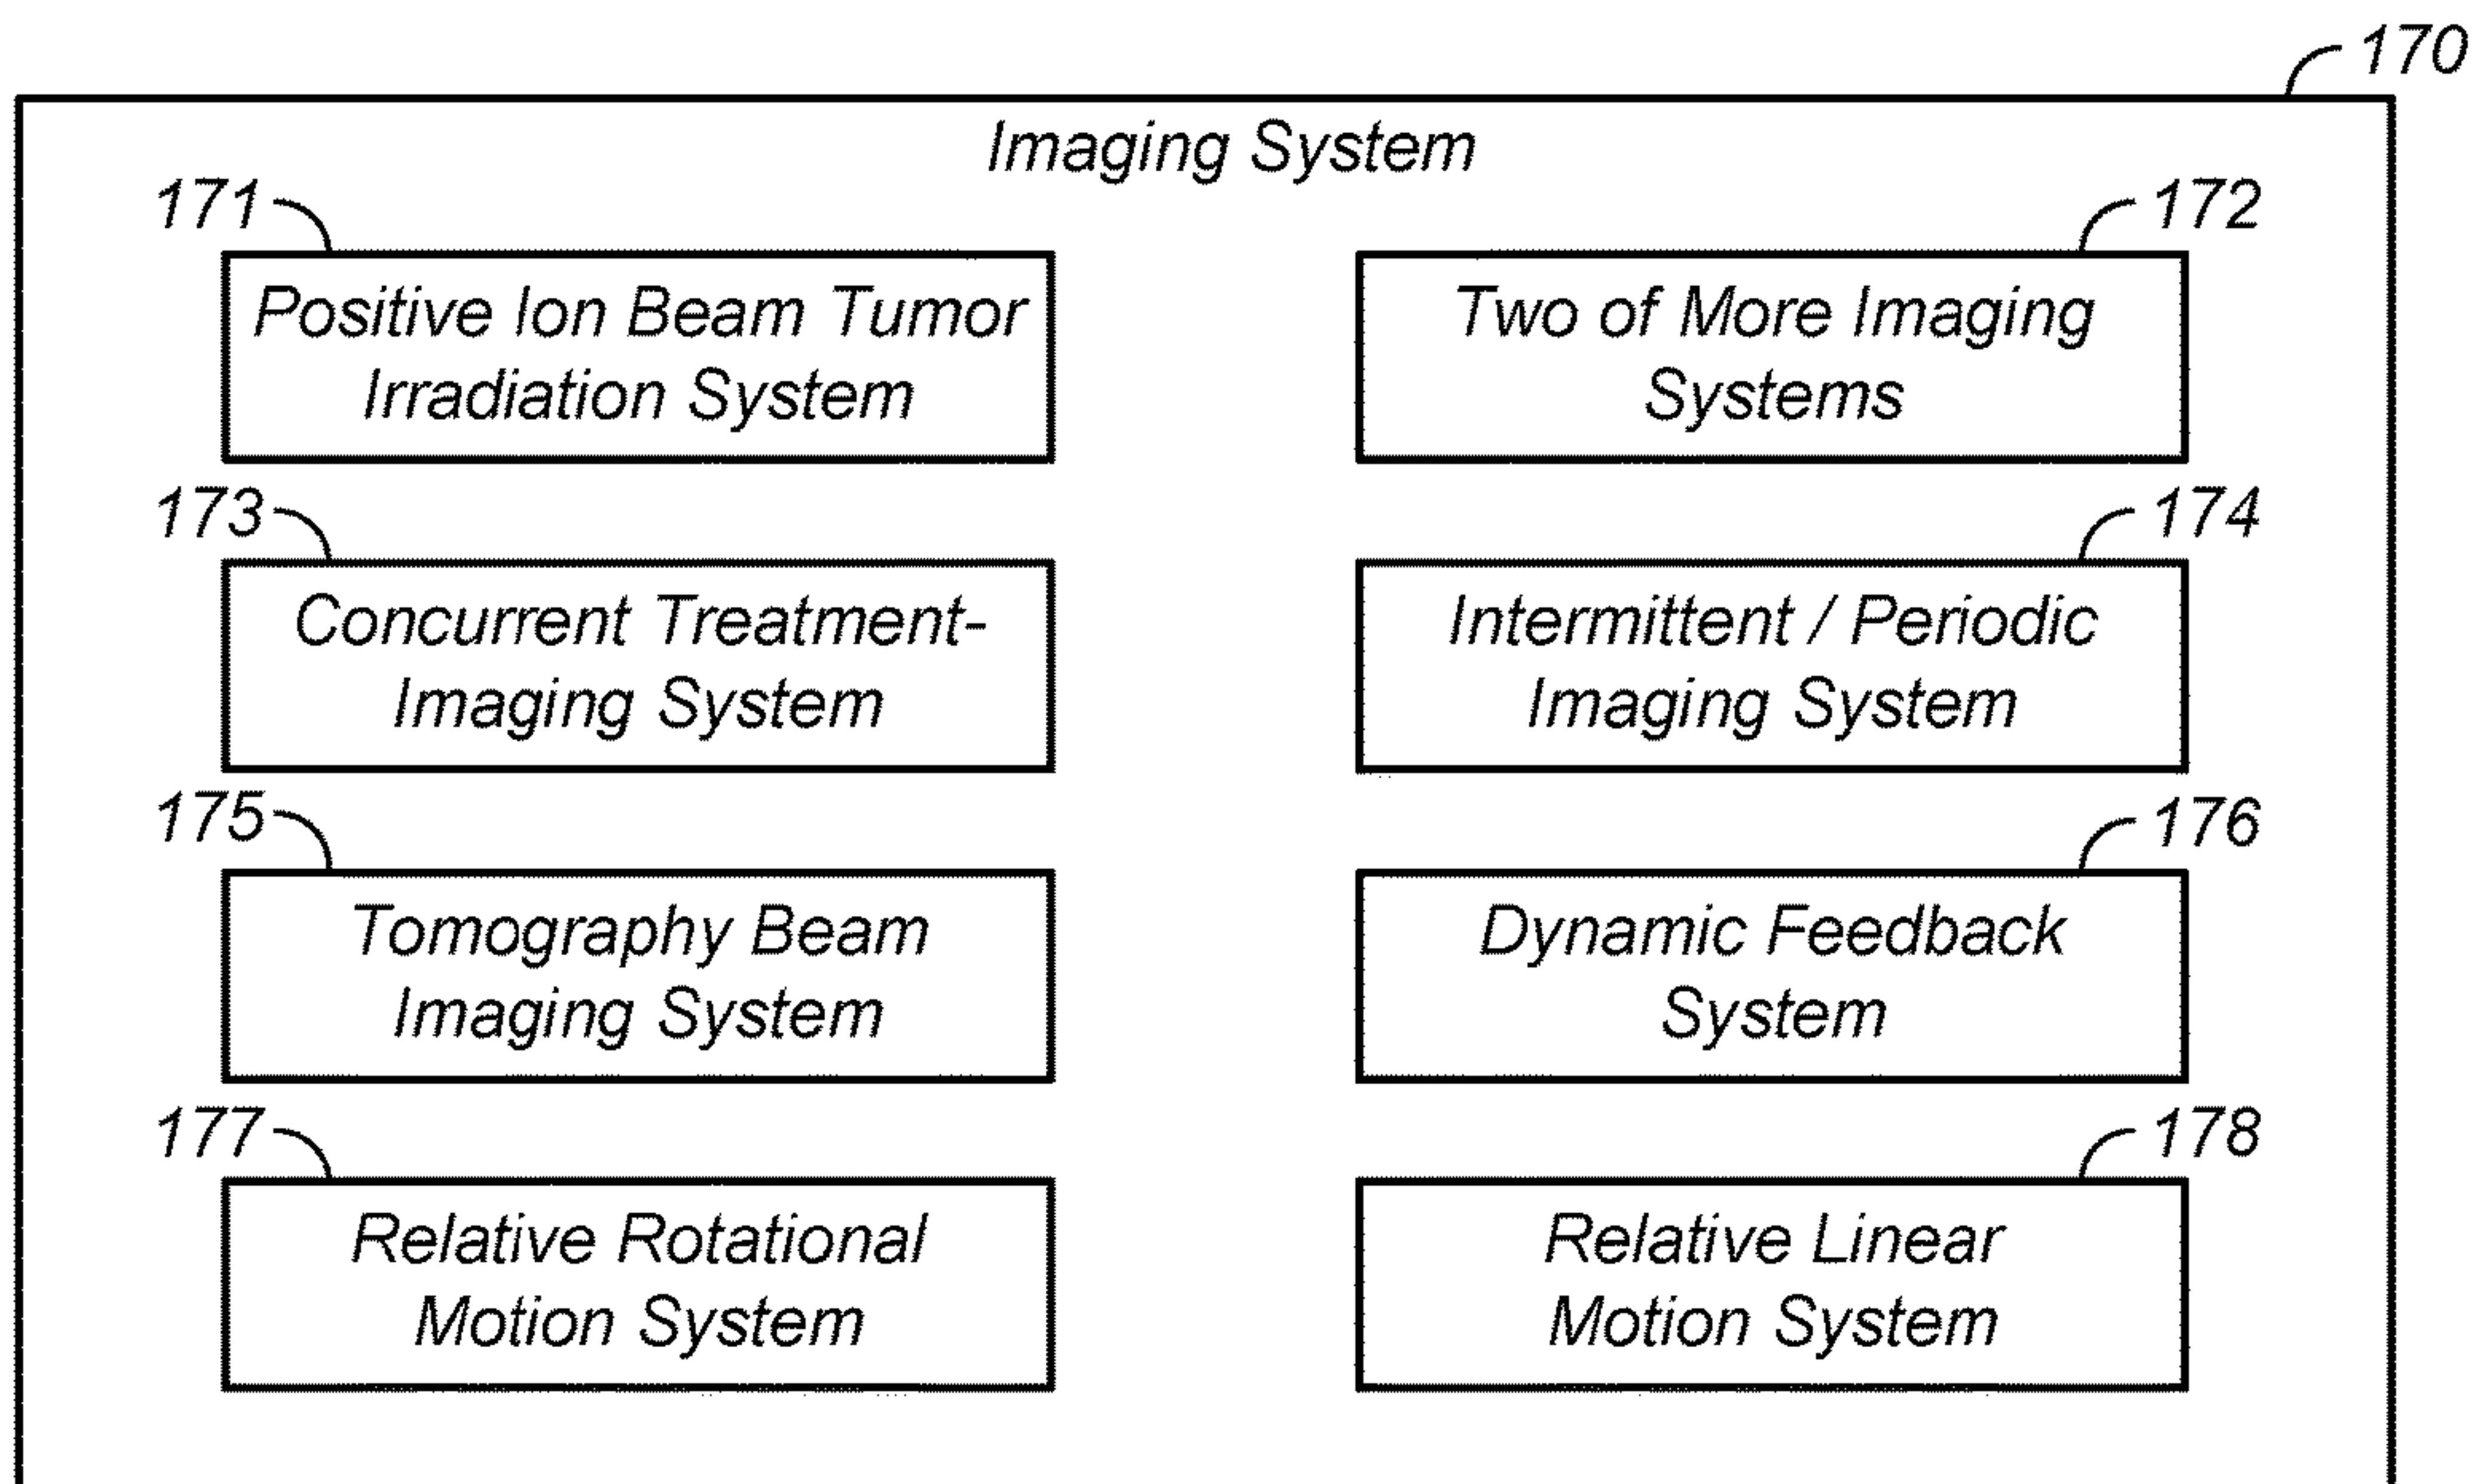 170
Imaging System
171
Positive Ion Beam Tumor
Irradiation System
172
Two of More Imaging
Systems
173
Concurrent Treatment-
Imaging System
174
Intermittent / Periodic
Imaging System
175
Tomography Beam
Imaging System
176
Dynamic Feedback
System
177
Relative Rotational
Motion System
178
Relative Linear
Motion System